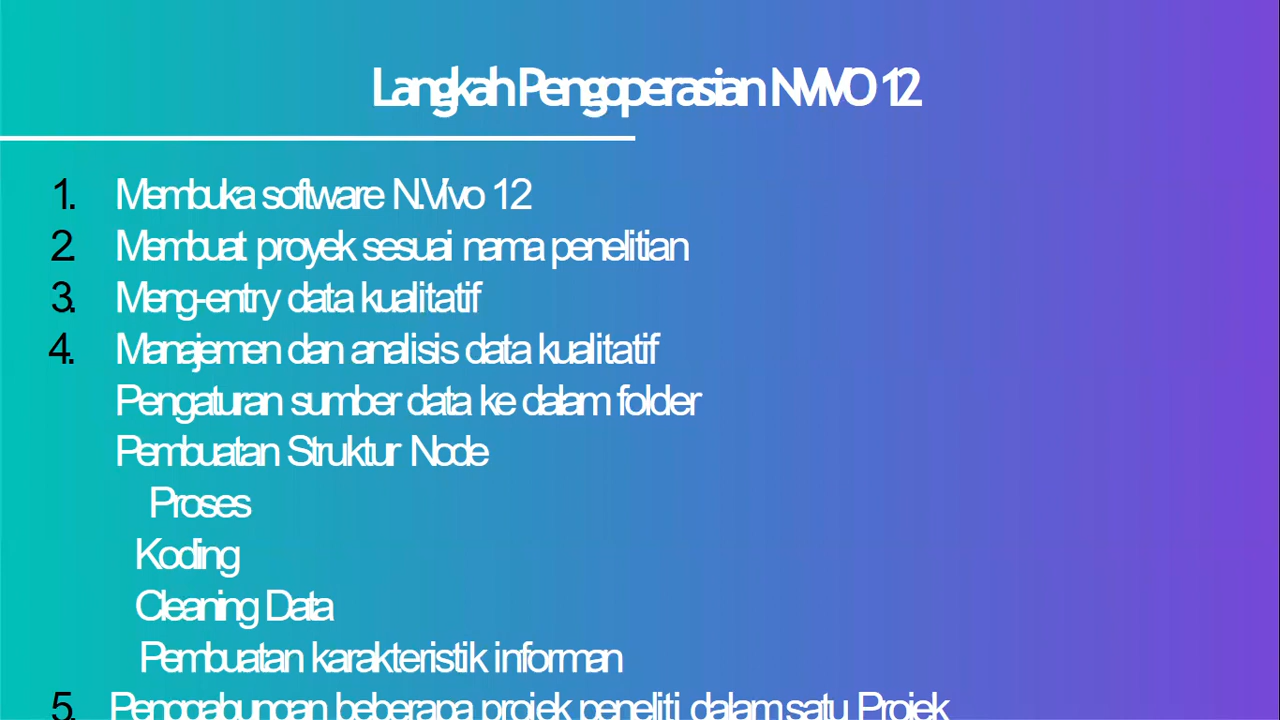 Langkah Pengoperasian NVIVO 12
1. Membuka software N.Vivo 12
2. Membuat proyek sesuai nama penelitian
3. Meng-entry data kualitatif
4. Manajemen dan analisis data kualitatif
Pengaturan sumber data ke dalam folder
Pembuatan Struktur Node
Proses
Koding
Cleaning Data
Pembuatan karakteristik informan
5. Penggabungan beberapa projek peneliti dalam satu Projek